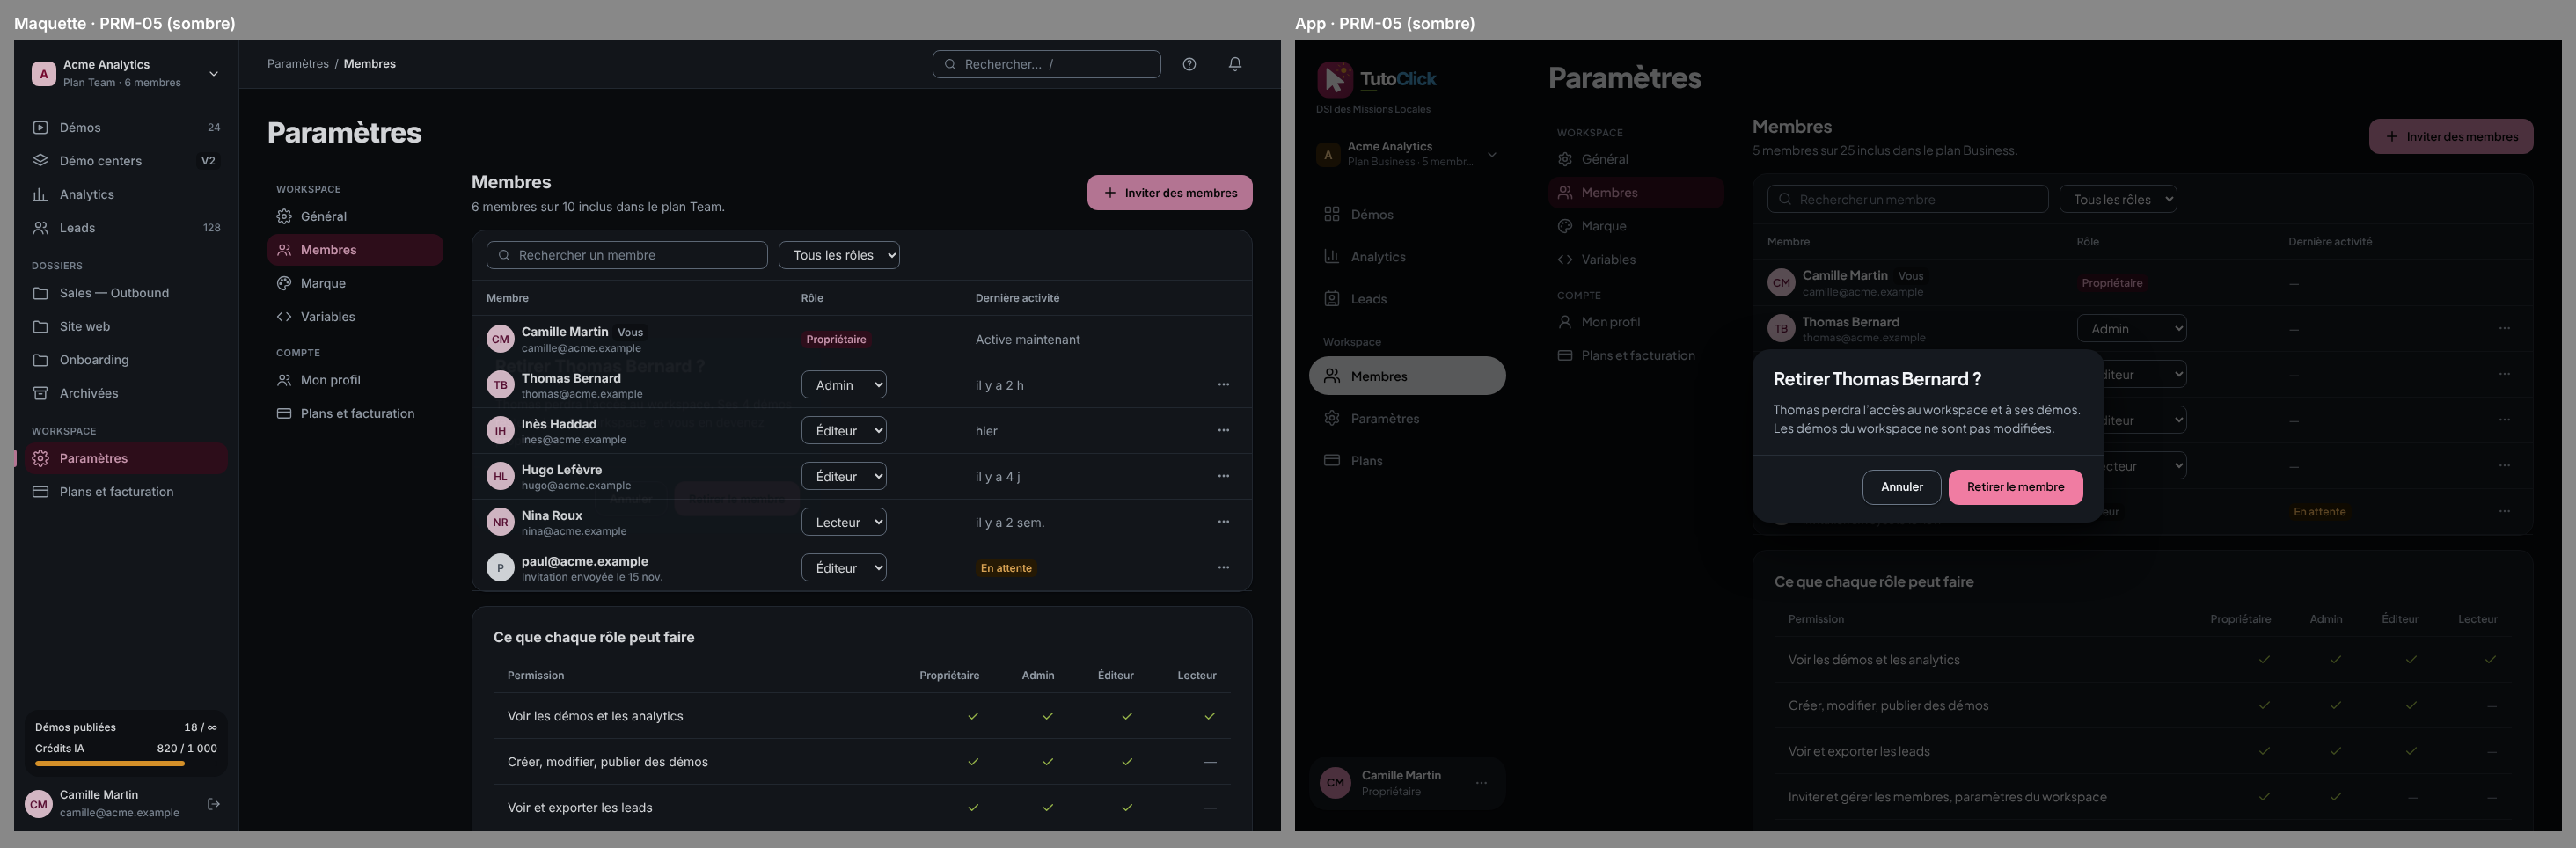 Maquette · PRM-05 (sombre)
A
Acme Analytics
Plan Team · 6 membres
Démos 24
Démo centers V2
Analytics
Leads 128
DOSSIERS
Sales — Outbound
Site web
Onboarding
Archivées
WORKSPACE
Paramètres
Plans et facturation
Démos publiées 18 / ∞
Crédits IA 820 / 1 000
CM
Camille Martin
camille@acme.example
Paramètres / Membres
Rechercher... /
Paramètres
WORKSPACE
Général
Membres
Marque
Variables
COMPTE
Mon profil
Plans et facturation
Membres
6 membres sur 10 inclus dans le plan Team.
Inviter des membres
Rechercher un membre
Tous les rôles
Membre Rôle Dernière activité
CM Camille Martin Vous Propriétaire Active maintenant
camille@acme.example
TB Thomas Bernard Admin il y a 2 h
thomas@acme.example
IH Inès Haddad Éditeur hier
ines@acme.example
HL Hugo Lefèvre Éditeur il y a 4 j
hugo@acme.example
NR Nina Roux Lecteur il y a 2 sem.
nina@acme.example
P paul@acme.example Éditeur En attente
Invitation envoyée le 15 nov.
Retirer Thomas Bernard ?
Ce que chaque rôle peut faire
Permission Propriétaire Admin Éditeur Lecteur
Voir les démos et les analytics
Créer, modifier, publier des démos —
Voir et exporter les leads —
App · PRM-05 (sombre)
TutoClick
DSI des Missions Locales
A
Acme Analytics
Plan Business · 5 membr...
Démos
Analytics
Leads
Workspace
Membres
Paramètres
Plans
CM
Camille Martin
Propriétaire
Paramètres
WORKSPACE
Général
Membres
Marque
Variables
COMPTE
Mon profil
Plans et facturation
Membres
5 membres sur 25 inclus dans le plan Business.
Inviter des membres
Rechercher un membre
Tous les rôles
Membre Rôle Dernière activité
CM Camille Martin Vous Propriétaire —
camille@acme.example
TB Thomas Bernard Admin —
thomas@acme.example
diteur —
diteur —
cteur —
eur En attente
Retirer Thomas Bernard ?
Thomas perdra l'accès au workspace et à ses démos.
Les démos du workspace ne sont pas modifiées.
Annuler
Retirer le membre
Ce que chaque rôle peut faire
Permission Propriétaire Admin Éditeur Lecteur
Voir les démos et les analytics
Créer, modifier, publier des démos —
Voir et exporter les leads —
Inviter et gérer les membres, paramètres du workspace — —